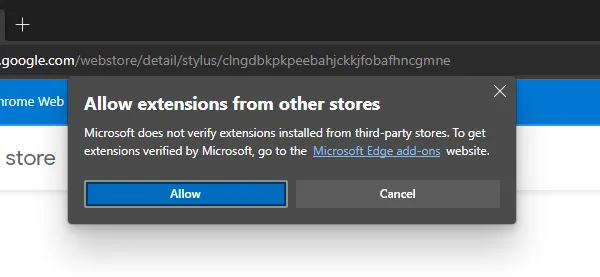 .google.com/webstore/detail/stylus/clngdbkpkpeebahjckkjfobafhncgmne
hrome Web
Allow extensions from other stores
Microsoft does not verify extensions installed from third-party stores. To get
extensions verified by Microsoft, go to the Microsoft Edge add-ons website.
store
Allow
Cancel